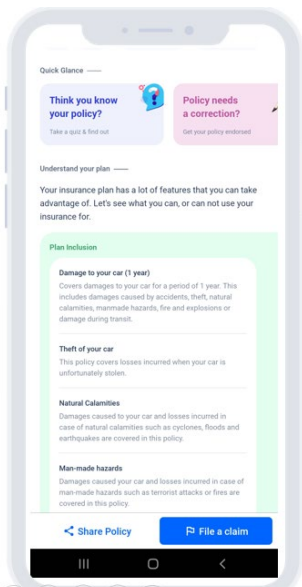 Quick Glance
Think you know
your policy?
Take a quiz & find out
Policy needs
a correction?
Get your policy endorsed
Understand your plan
Your insurance plan has a lot of features that you can take
advantage of. Let's see what you can, or can not use your
insurance for.
Plan Inclusion
Damage to your car (1 year)
Covers damages to your car for a period of 1 year. This
includes damages caused by accidents, theft, natural
calamities, manmade hazards, fire and explosions or
damage during transit.
Theft of your car
This policy covers losses incurred when your car is
unfortunately stolen.
Natural Calamities
Damages caused to your car and losses incurred in
case of natural calamities such as cyclones, floods and
earthquakes are covered in this policy.
Man-made hazards
Damages caused your car and losses incurred in case of
man-made hazards such as terrorist attacks or fires are
covered in this policy.
Share Policy
File a claim